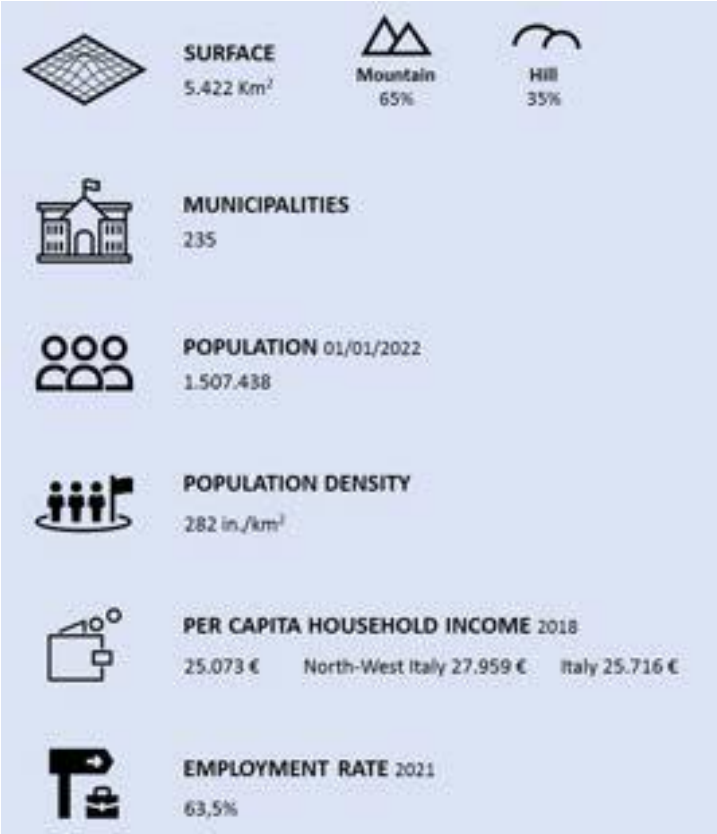 SURFACE
5.422 Km²
Mountain
65%
Hill
35%
MUNICIPALITIES
235
POPULATION 01/01/2022
1.507.438
POPULATION DENSITY
282 in./km²
PER CAPITA HOUSEHOLD INCOME 2018
25.073 € North-West Italy 27.959 € Italy 25.716 €
EMPLOYMENT RATE 2021
63,5%